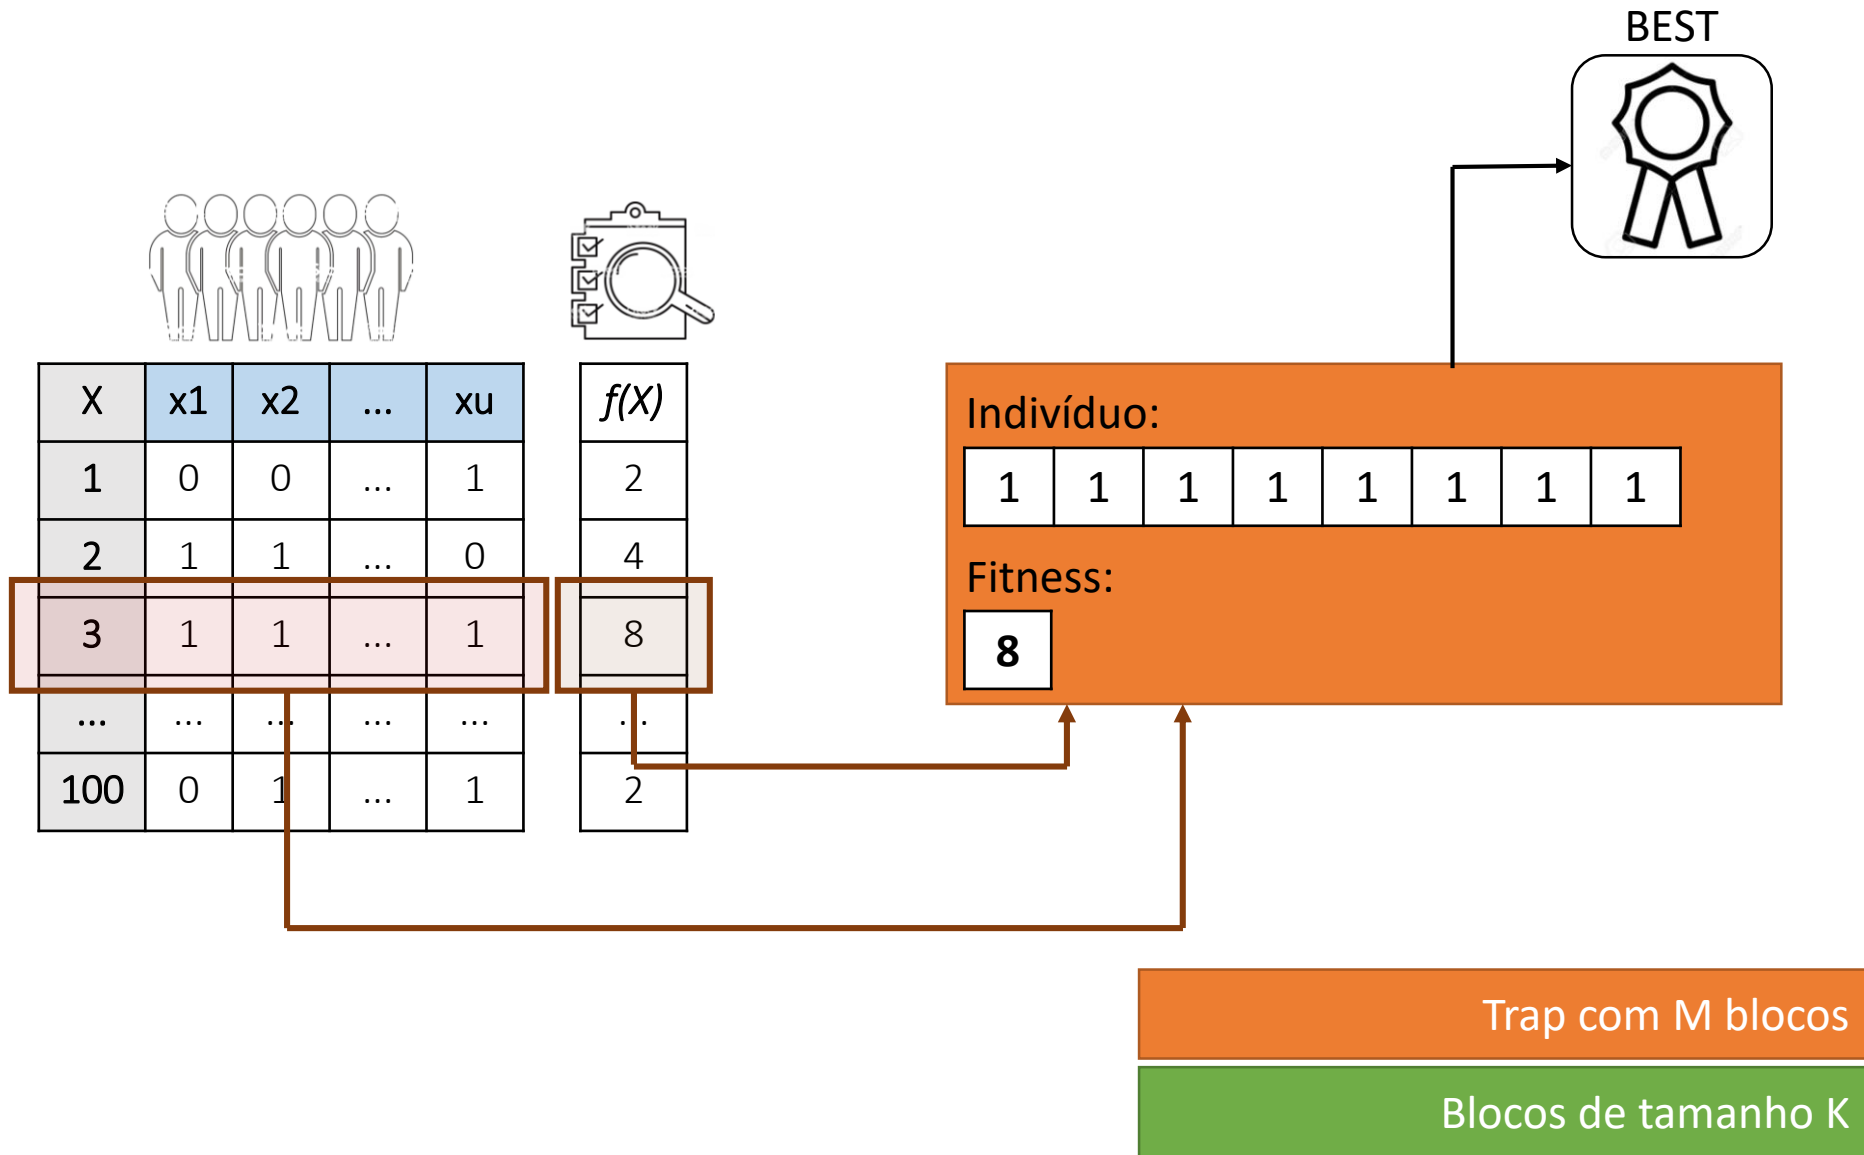 BEST
X x1 x2 ... xu f(X)
1 0 0 ... 1 2
2 1 1 ... 0 4
3 1 1 ... 1 8
... ... ... ... ... ...
100 0 1 ... 1 2
Indivíduo:
1 1 1 1 1 1 1 1
Fitness:
8
Trap com M blocos
Blocos de tamanho K